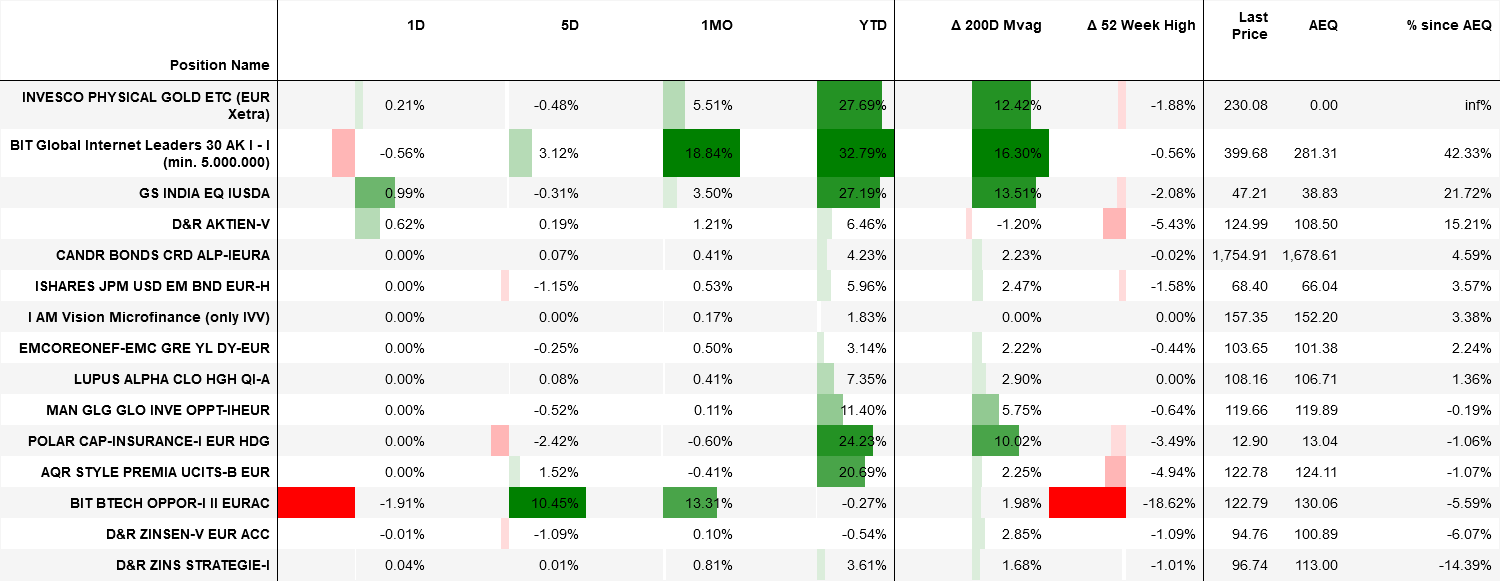 Position Name 1D 5D 1MO YTD Δ 200D Mvag Δ 52 Week High Last Price AEQ % since AEQ
INVESCO PHYSICAL GOLD ETC (EUR Xetra) 0.21% -0.48% 5.51% 27.69% 12.42% -1.88% 230.08 0.00 inf%
BIT Global Internet Leaders 30 AK I - I (min. 5.000.000) -0.56% 3.12% 18.84% 32.79% 16.30% -0.56% 399.68 281.31 42.33%
GS INDIA EQ IUSDA 0.99% -0.31% 3.50% 27.19% 13.51% -2.08% 47.21 38.83 21.72%
D&R AKTIEN-V 0.62% 0.19% 1.21% 6.46% -1.20% -5.43% 124.99 108.50 15.21%
CANDR BONDS CRD ALP-IEURA 0.00% 0.07% 0.41% 4.23% 2.23% -0.02% 1,754.91 1,678.61 4.59%
ISHARES JPM USD EM BND EUR-H 0.00% -1.15% 0.53% 5.96% 2.47% -1.58% 68.40 66.04 3.57%
I AM Vision Microfinance (only IVV) 0.00% 0.00% 0.17% 1.83% 0.00% 0.00% 157.35 152.20 3.38%
EMCOREONEF-EMC GRE YL DY-EUR 0.00% -0.25% 0.50% 3.14% 2.22% -0.44% 103.65 101.38 2.24%
LUPUS ALPHA CLO HGH QI-A 0.00% 0.08% 0.41% 7.35% 2.90% 0.00% 108.16 106.71 1.36%
MAN GLG GLO INVE OPPT-IHEUR 0.00% -0.52% 0.11% 11.40% 5.75% -0.64% 119.66 119.89 -0.19%
POLAR CAP-INSURANCE-I EUR HDG 0.00% -2.42% -0.60% 24.23% 10.02% -3.49% 12.90 13.04 -1.06%
AQR STYLE PREMIA UCITS-B EUR 0.00% 1.52% -0.41% 20.69% 2.25% -4.94% 122.78 124.11 -1.07%
BIT BTECH OPPOR-I II EURAC -1.91% 10.45% 13.31% -0.27% 1.98% -18.62% 122.79 130.06 -5.59%
D&R ZINSEN-V EUR ACC -0.01% -1.09% 0.10% -0.54% 2.85% -1.09% 94.76 100.89 -6.07%
D&R ZINS STRATEGIE-I 0.04% 0.01% 0.81% 3.61% 1.68% -1.01% 96.74 113.00 -14.39%